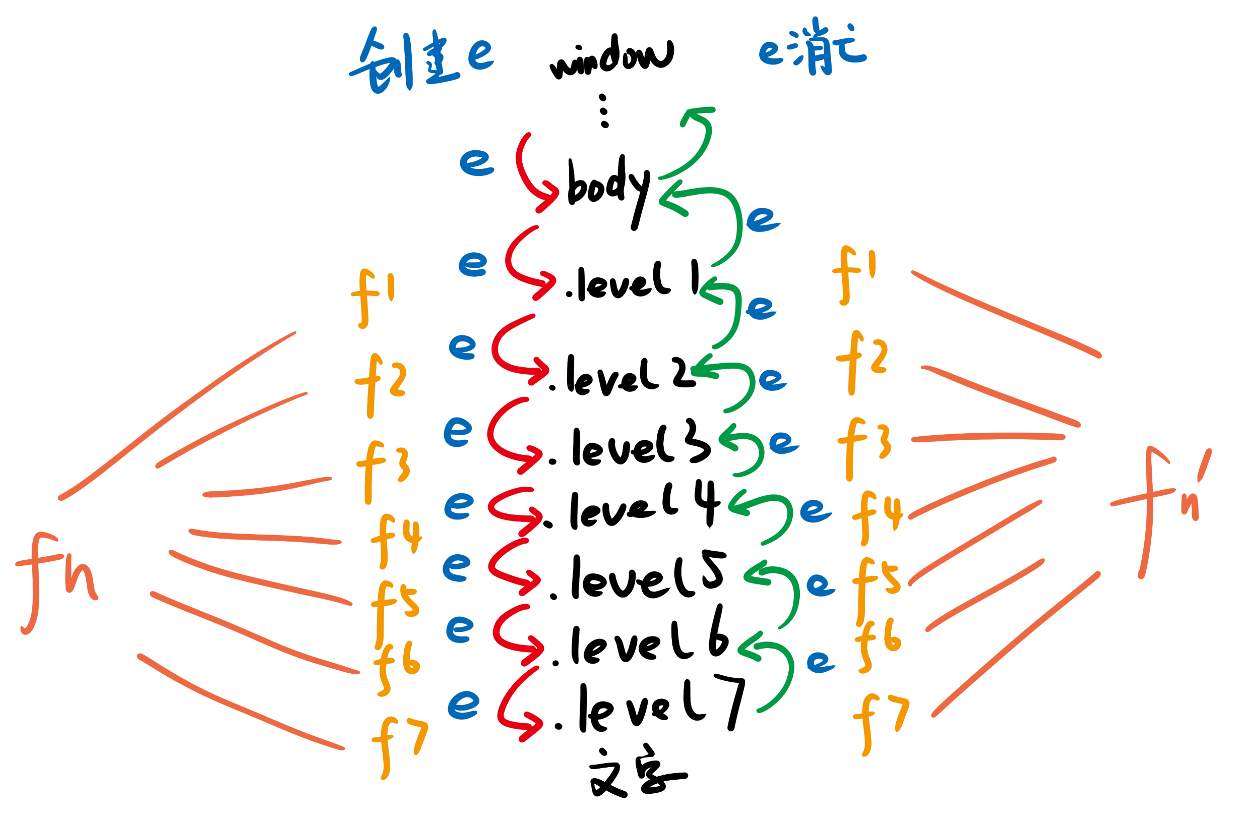 创建e window e消亡
⋮
e body
e
e .level 1 f1
f1 e
e .level 2 f2
f2 e
e .level 3 e f3
f3
e .level 4 e f4 fn'
f4
fn e .level 5 e f5
f5
e .level 6 f6
f6 e
e .level 7 f7
f7
文字